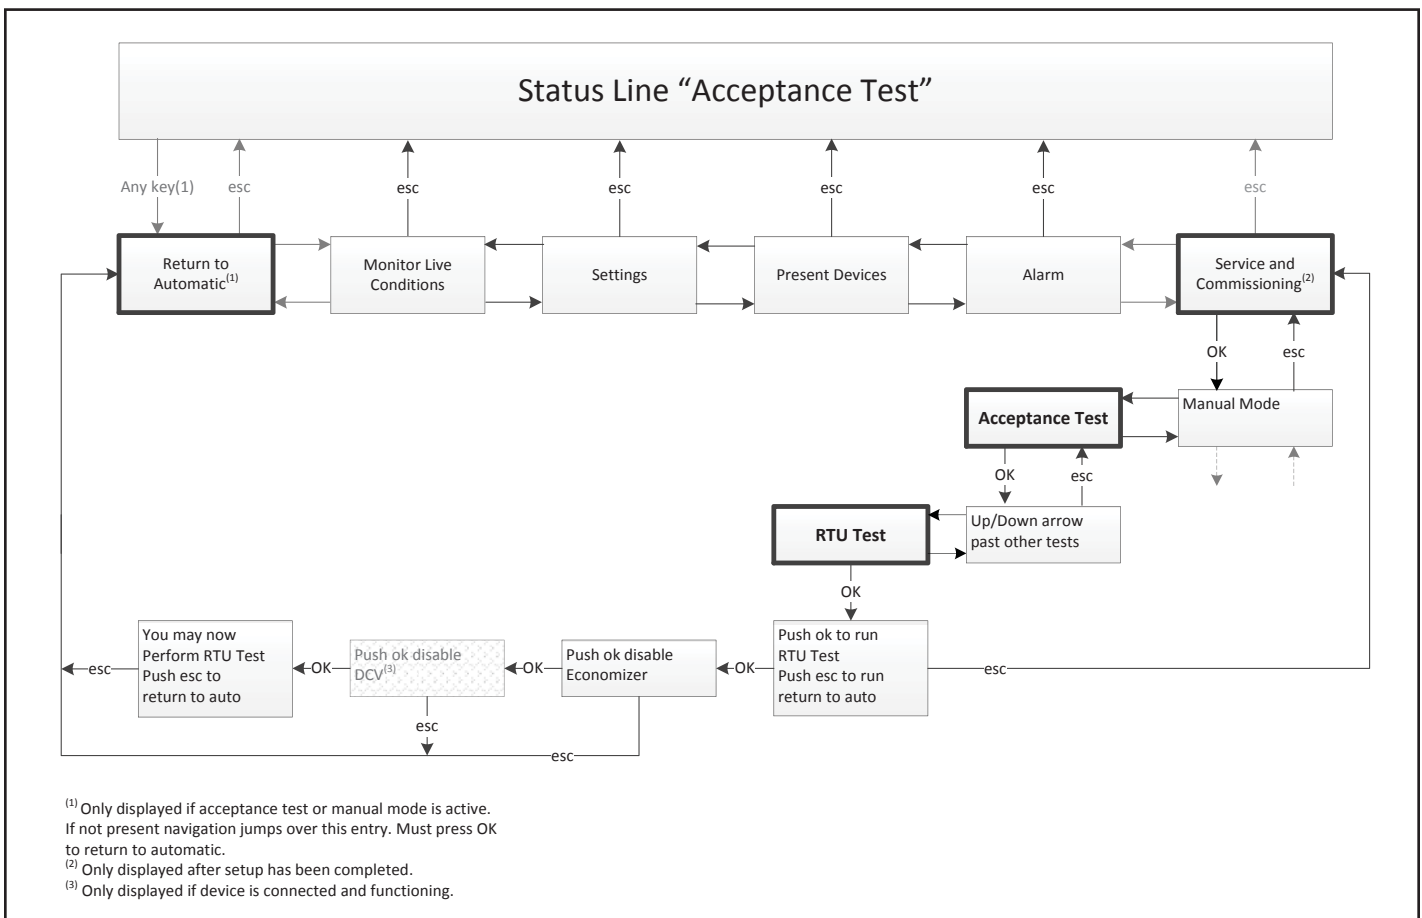 Status Line “Acceptance Test”
Any key(1)
esc
esc
esc
esc
esc
esc
Return to
Automatic(1)
Monitor Live
Conditions
Settings
Present Devices
Alarm
Service and
Commissioning(2)
OK
esc
Acceptance Test
Manual Mode
OK
esc
RTU Test
Up/Down arrow
past other tests
OK
You may now
Perform RTU Test
Push esc to
return to auto
Push ok disable
DCV(3)
Push ok disable
Economizer
Push ok to run
RTU Test
Push esc to run
return to auto
esc
OK
OK
OK
esc
esc
esc
(1) Only displayed if acceptance test or manual mode is active.
If not present navigation jumps over this entry. Must press OK
to return to automatic.
(2) Only displayed after setup has been completed.
(3) Only displayed if device is connected and functioning.